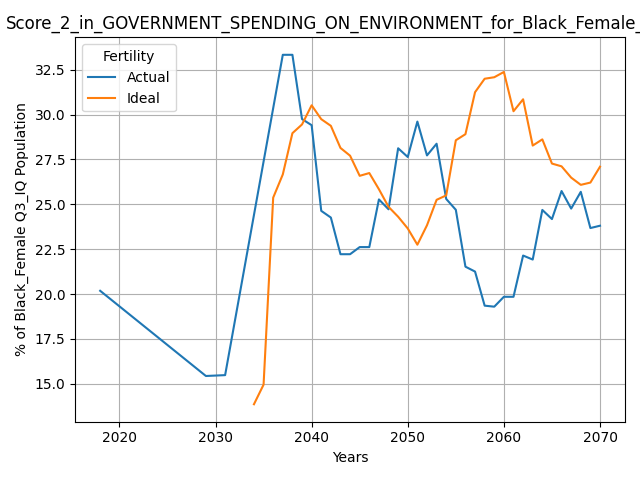 Score_2_in_GOVERNMENT_SPENDING_ON_ENVIRONMENT_for_Black_Female_
Fertility
Actual
Ideal
% of Black_Female Q3_IQ Population
32.5
30.0
27.5
25.0
22.5
20.0
17.5
15.0
2020 2030 2040 2050 2060 2070
Years